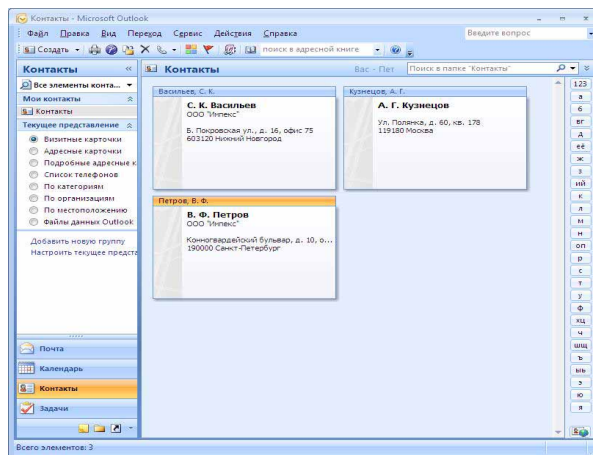 Контакты - Microsoft Outlook
Файл Правка Вид Переход Сервис Действия Справка
Введите вопрос
Создать
поиск в адресной книге
Контакты «
Все элементы конта...
Мои контакты
Контакты
Текущее представление
Визитные карточки
Адресные карточки
Подробные адресные к
Список телефонов
По категориям
По организациям
По местоположению
Файлы данных Outlook
Добавить новую группу
Настроить текущее предста
Почта
Календарь
Контакты
Задачи
Контакты
Вас - Пет
Поиск в папке "Контакты"
Васильев, С. К.
С. К. Васильев
ООО "Инпекс"
Б. Покровская ул., д. 16, офис 75
603120 Нижний Новгород
Кузнецов, А. Г.
А. Г. Кузнецов
Ул. Полянка, д. 60, кв. 178
119180 Москва
Петров, В. Ф.
В. Ф. Петров
ООО "Инпекс"
Конногвардейский бульвар, д. 10, о...
190000 Санкт-Петербург
123
а
б
вг
д
её
ж
з
ий
к
л
м
н
оп
р
с
т
у
ф
хц
ч
шщ
ъ
ыь
э
ю
я
Всего элементов: 3